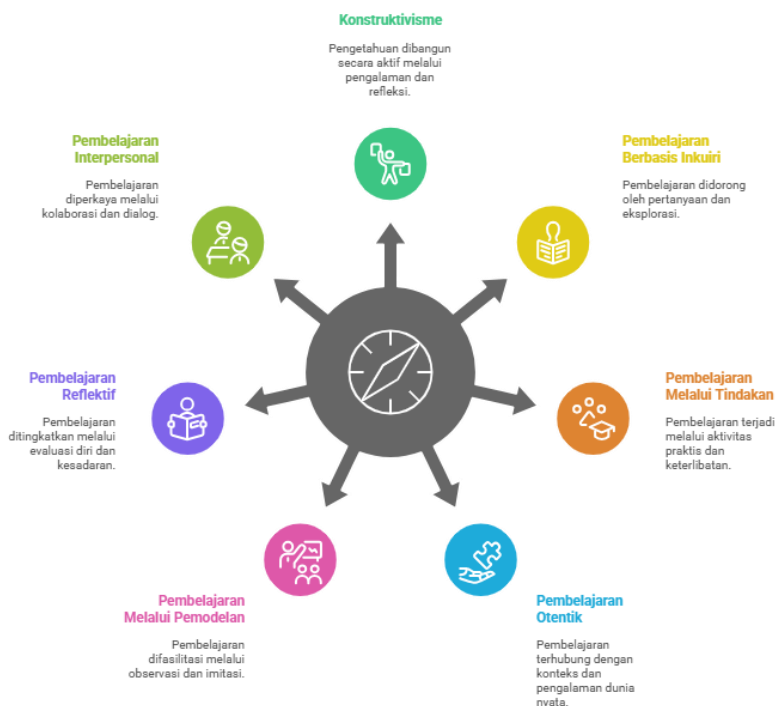 Konstruktivisme
Pengetahuan dibangun
secara aktif melalui
pengalaman dan
refleksi.
Pembelajaran
Interpersonal
Pembelajaran
diperkaya melalui
kolaborasi dan dialog.
Pembelajaran
Berbasis Inkuiri
Pembelajaran didorong
oleh pertanyaan dan
eksplorasi.
Pembelajaran
Reflektif
Pembelajaran
ditingkatkan melalui
evaluasi diri dan
kesadaran.
Pembelajaran
Melalui Tindakan
Pembelajaran terjadi
melalui aktivitas
praktis dan
keterlibatan.
Pembelajaran
Melalui Pemodelan
Pembelajaran
difasilitasi melalui
observasi dan imitasi.
Pembelajaran
Otentik
Pembelajaran
terhubung dengan
konteks dan
pengalaman dunia
nyata.